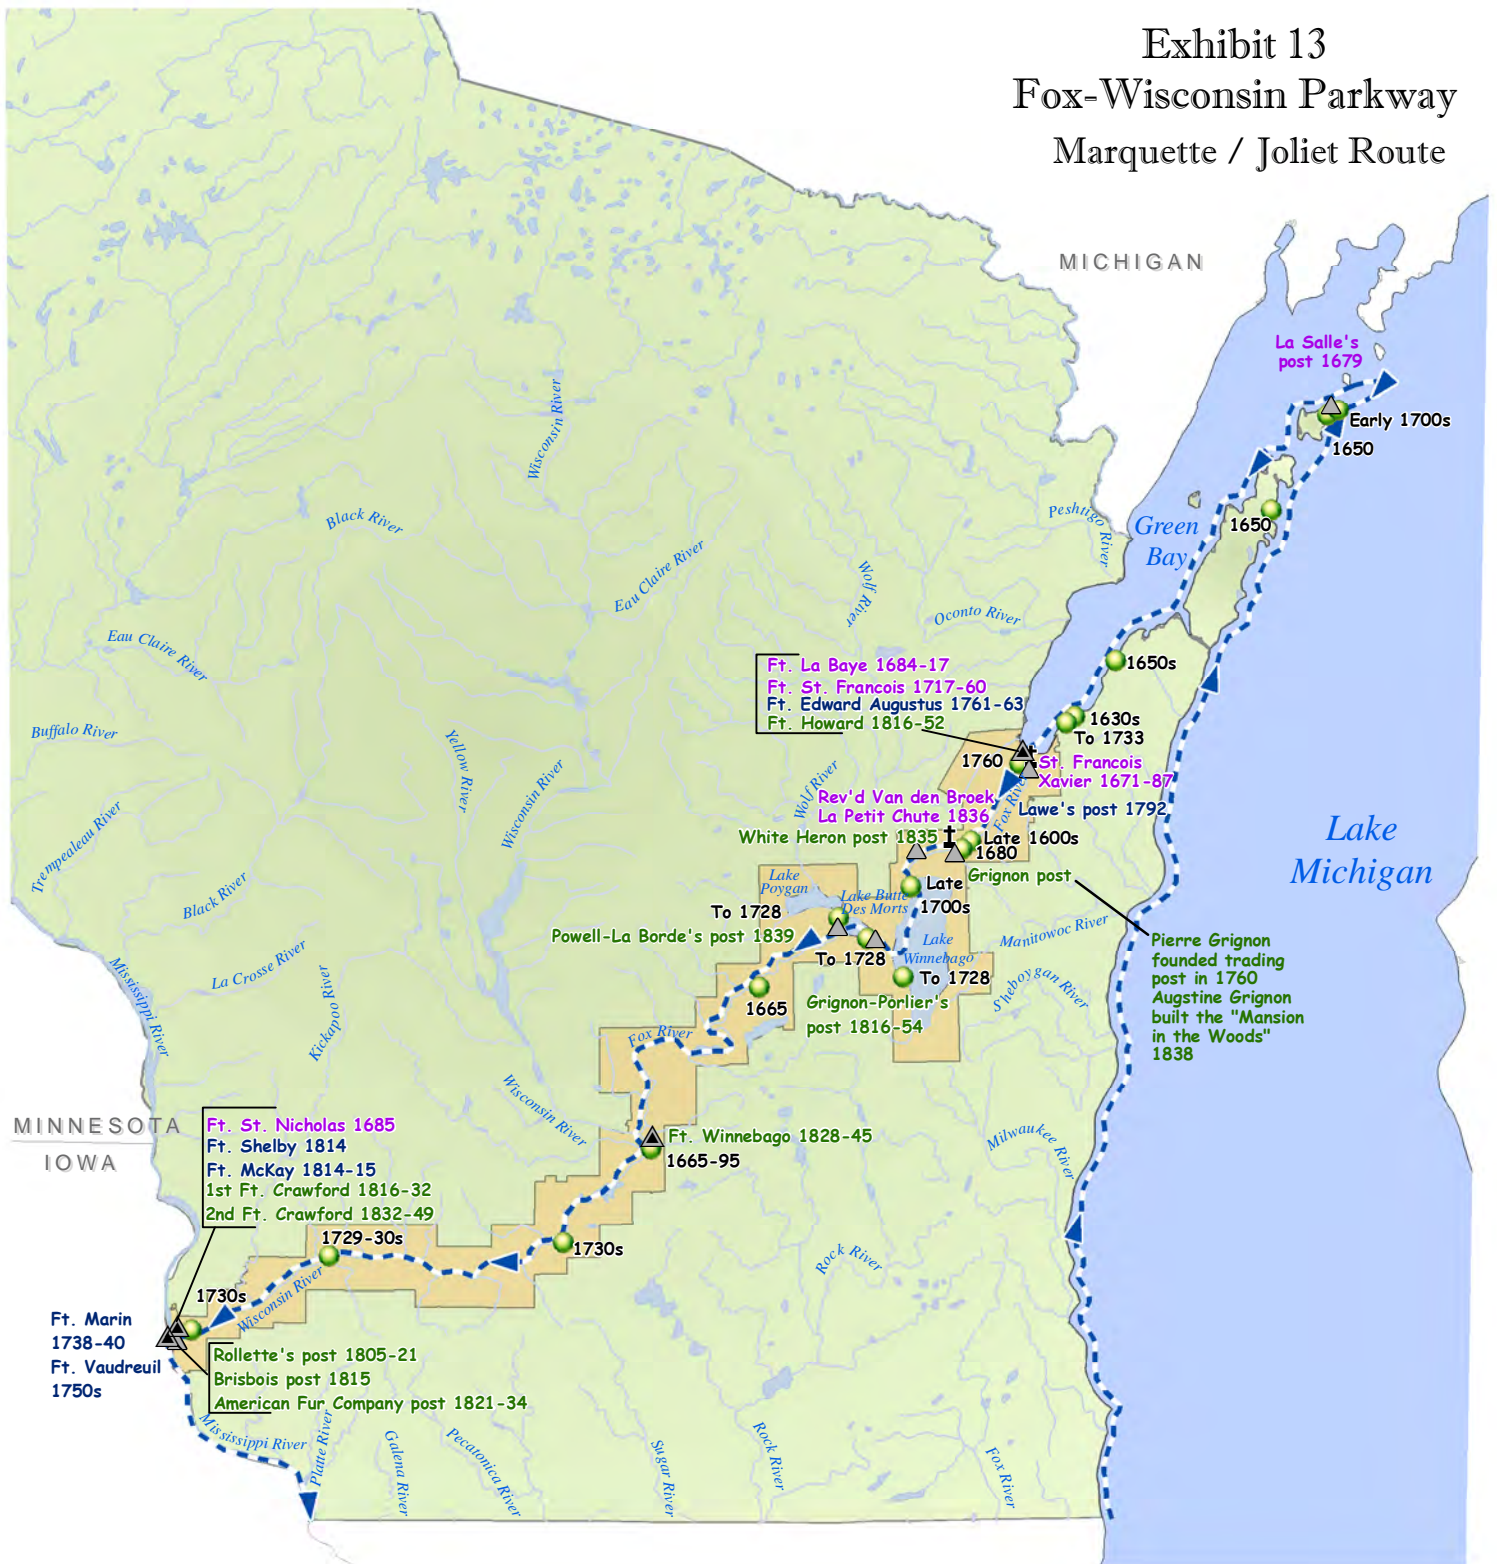 Exhibit 13
Fox-Wisconsin Parkway
Marquette / Joliet Route
MICHIGAN
La Salle's
post 1679
Early 1700s
1650
Wisconsin River
Black River
Peshtigo River
Green
Bay
1650
Eau Claire River
Wolf River
Oconto River
Eau Claire River
1650s
Ft. La Baye 1684-17
Ft. St. Francois 1717-60
Ft. Edward Augustus 1761-63
Ft. Howard 1816-52
1630s
To 1733
Buffalo River
Yellow River
Wisconsin River
Wolf River
1760
St. Francois
Xavier 1671-87
Fox River
Lawe's post 1792
Rev'd Van den Broek
La Petit Chute 1836
White Heron post 1835
Late 1600s
1680
Grignon post
Lake
Michigan
Trempealeau River
Black River
Lake
Poygan
Lake Butte
Des Morts
Late
1700s
To 1728
Powell-La Borde's post 1839
To 1728
Lake
Winnebago
To 1728
Manitowoc River
Sheboygan River
Pierre Grignon
founded trading
post in 1760
Augstine Grignon
built the "Mansion
in the Woods"
1838
La Crosse River
Mississippi River
Kickapoo River
1665
Grignon-Porlier's
post 1816-54
Fox River
Wisconsin River
MINNESOTA
IOWA
Ft. St. Nicholas 1685
Ft. Shelby 1814
Ft. McKay 1814-15
1st Ft. Crawford 1816-32
2nd Ft. Crawford 1832-49
Ft. Winnebago 1828-45
1665-95
Milwaukee River
1729-30s
1730s
Rock River
1730s
Wisconsin River
Ft. Marin
1738-40
Ft. Vaudreuil
1750s
Rollette's post 1805-21
Brisbois post 1815
American Fur Company post 1821-34
Mississippi River
Platte River
Galena River
Pecatonica River
Sugar River
Rock River
Fox River